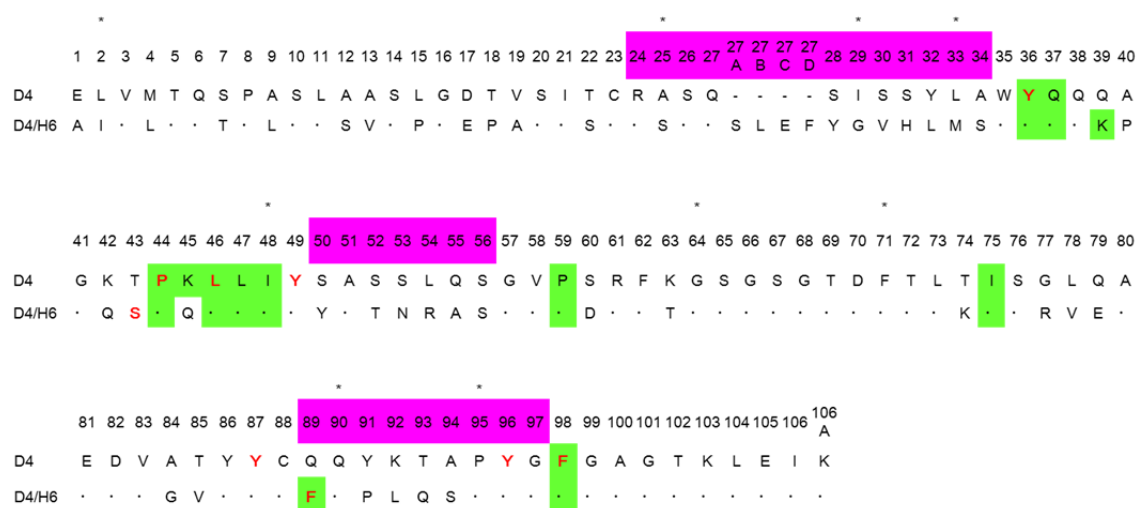 * * * *
1 2 3 4 5 6 7 8 9 10 11 12 13 14 15 16 17 18 19 20 21 22 23 24 25 26 27 27A 27B 27C 27D 28 29 30 31 32 33 34 35 36 37 38 39 40
D4 E L V M T Q S P A S L A A S L G D T V S I T C R A S Q - - - - S I S S Y L A W Y Q Q Q A
D4/H6 A I · L · · T · L · · S V · P · E P A · · S · · S · · S L E F Y G V H L M S · · · · K P
* * *
41 42 43 44 45 46 47 48 49 50 51 52 53 54 55 56 57 58 59 60 61 62 63 64 65 66 67 68 69 70 71 72 73 74 75 76 77 78 79 80
D4 G K T P K L L I Y S A S S L Q S G V P S R F K G S G S G T D F T L T I S G L Q A
D4/H6 · Q S · Q · · · · Y · T N R A S · · · D · · T · · · · · · · · · · K · · R V E ·
* *
81 82 83 84 85 86 87 88 89 90 91 92 93 94 95 96 97 98 99 100 101 102 103 104 105 106 106A
D4 E D V A T Y Y C Q Q Y K T A P Y G F G A G T K L E I K
D4/H6 · · · G V · · · F · P L Q S · · · · · · · · · · · · ·